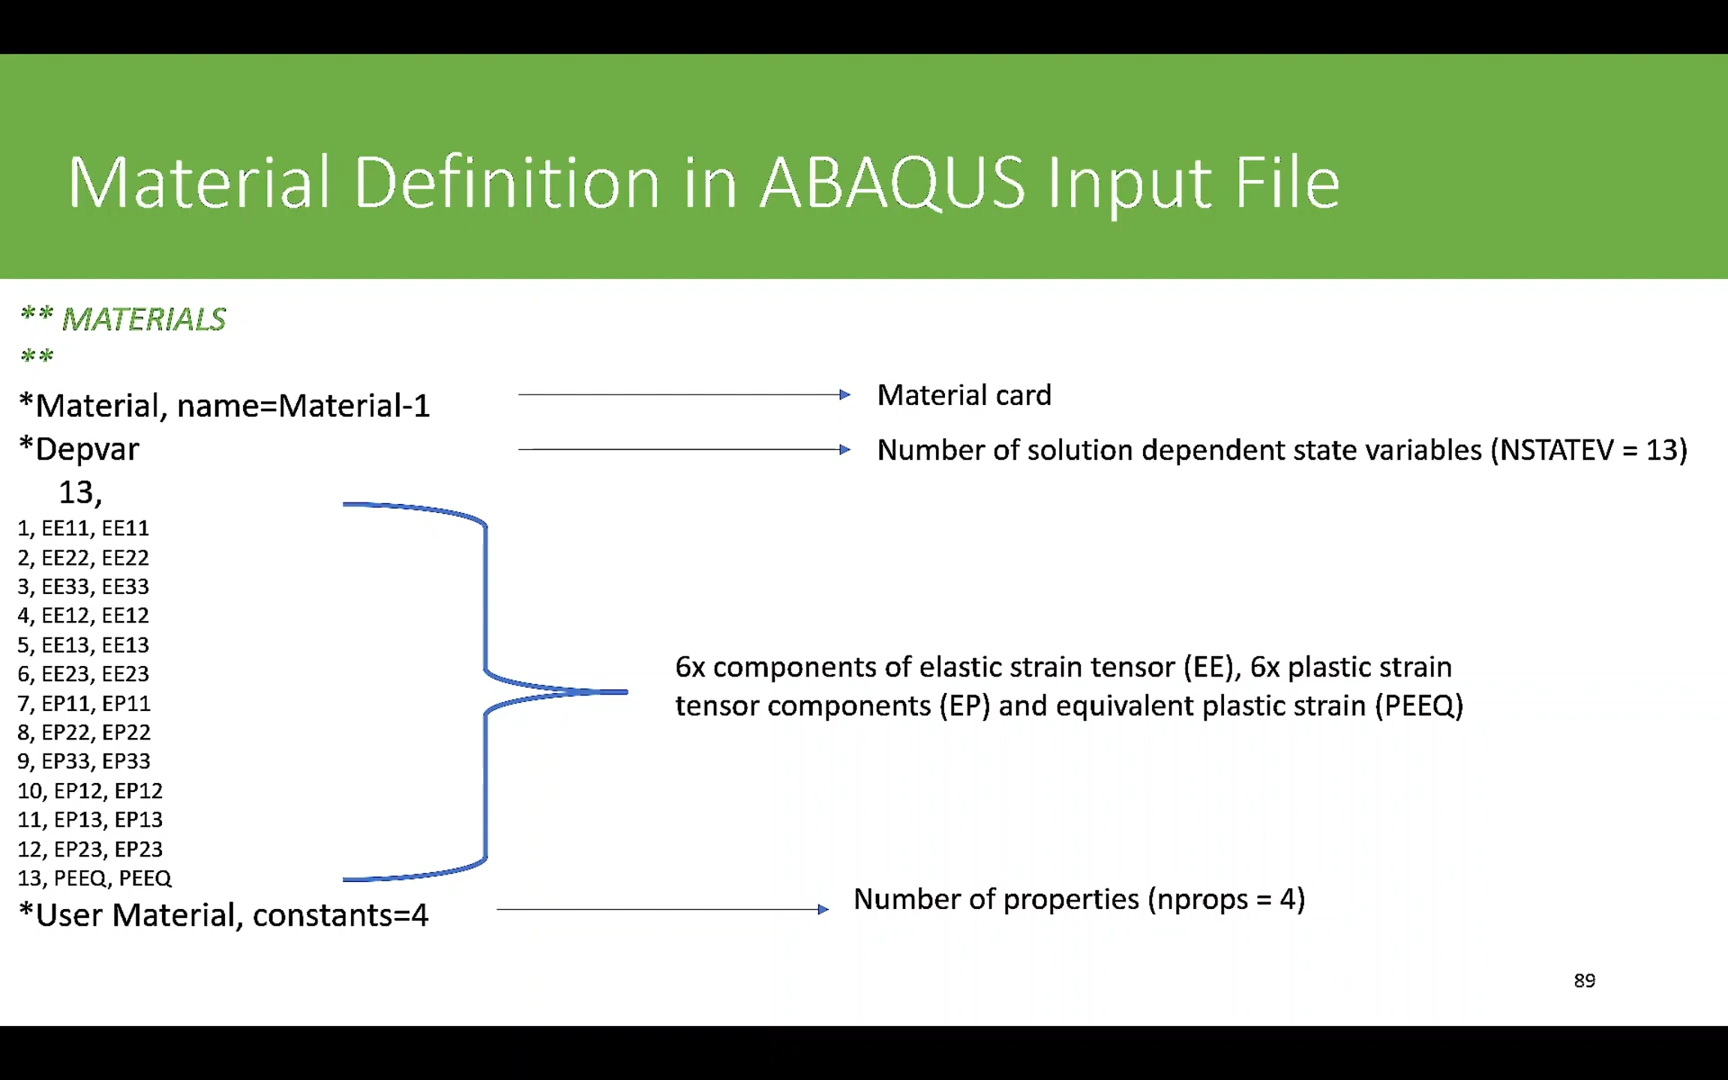 Material Definition in ABAQUS Input File
** MATERIALS
**
*Material, name=Material-1
Material card
*Depvar
Number of solution dependent state variables (NSTATEV = 13)
13,
1, EE11, EE11
2, EE22, EE22
3, EE33, EE33
4, EE12, EE12
5, EE13, EE13
6, EE23, EE23
7, EP11, EP11
8, EP22, EP22
9, EP33, EP33
10, EP12, EP12
11, EP13, EP13
12, EP23, EP23
13, PEEQ, PEEQ
6x components of elastic strain tensor (EE), 6x plastic strain
tensor components (EP) and equivalent plastic strain (PEEQ)
*User Material, constants=4
Number of properties (nprops = 4)
89